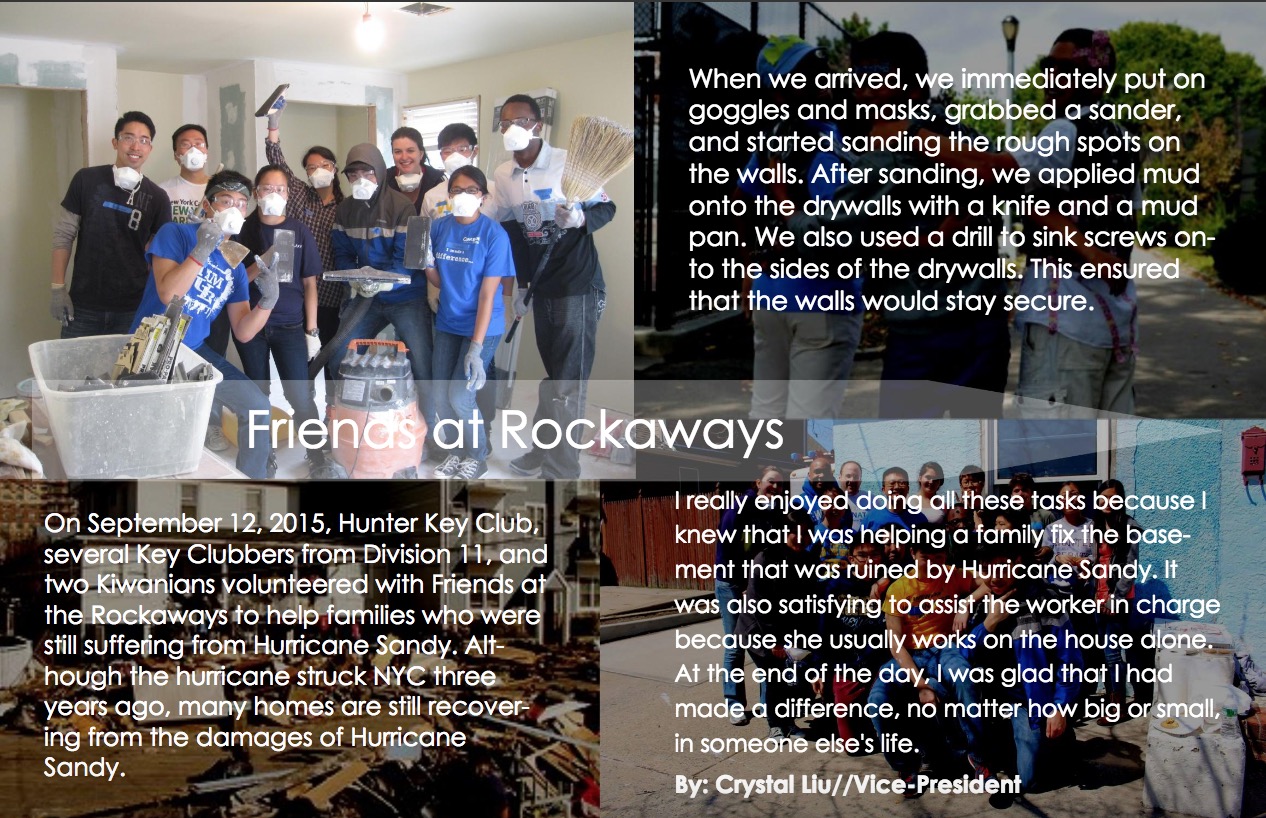 Friends at Rockaways
On September 12, 2015, Hunter Key Club,
several Key Clubbers from Division 11, and
two Kiwanians volunteered with Friends at
the Rockaways to help families who were
still suffering from Hurricane Sandy. Alt-
hough the hurricane struck NYC three
years ago, many homes are still recover-
ing from the damages of Hurricane
Sandy.
When we arrived, we immediately put on
goggles and masks, grabbed a sander,
and started sanding the rough spots on
the walls. After sanding, we applied mud
onto the drywalls with a knife and a mud
pan. We also used a drill to sink screws on-
to the sides of the drywalls. This ensured
that the walls would stay secure.
I really enjoyed doing all these tasks because I
knew that I was helping a family fix the base-
ment that was ruined by Hurricane Sandy. It
was also satisfying to assist the worker in charge
because she usually works on the house alone.
At the end of the day, I was glad that I had
made a difference, no matter how big or small,
in someone else's life.
By: Crystal Liu//Vice-President